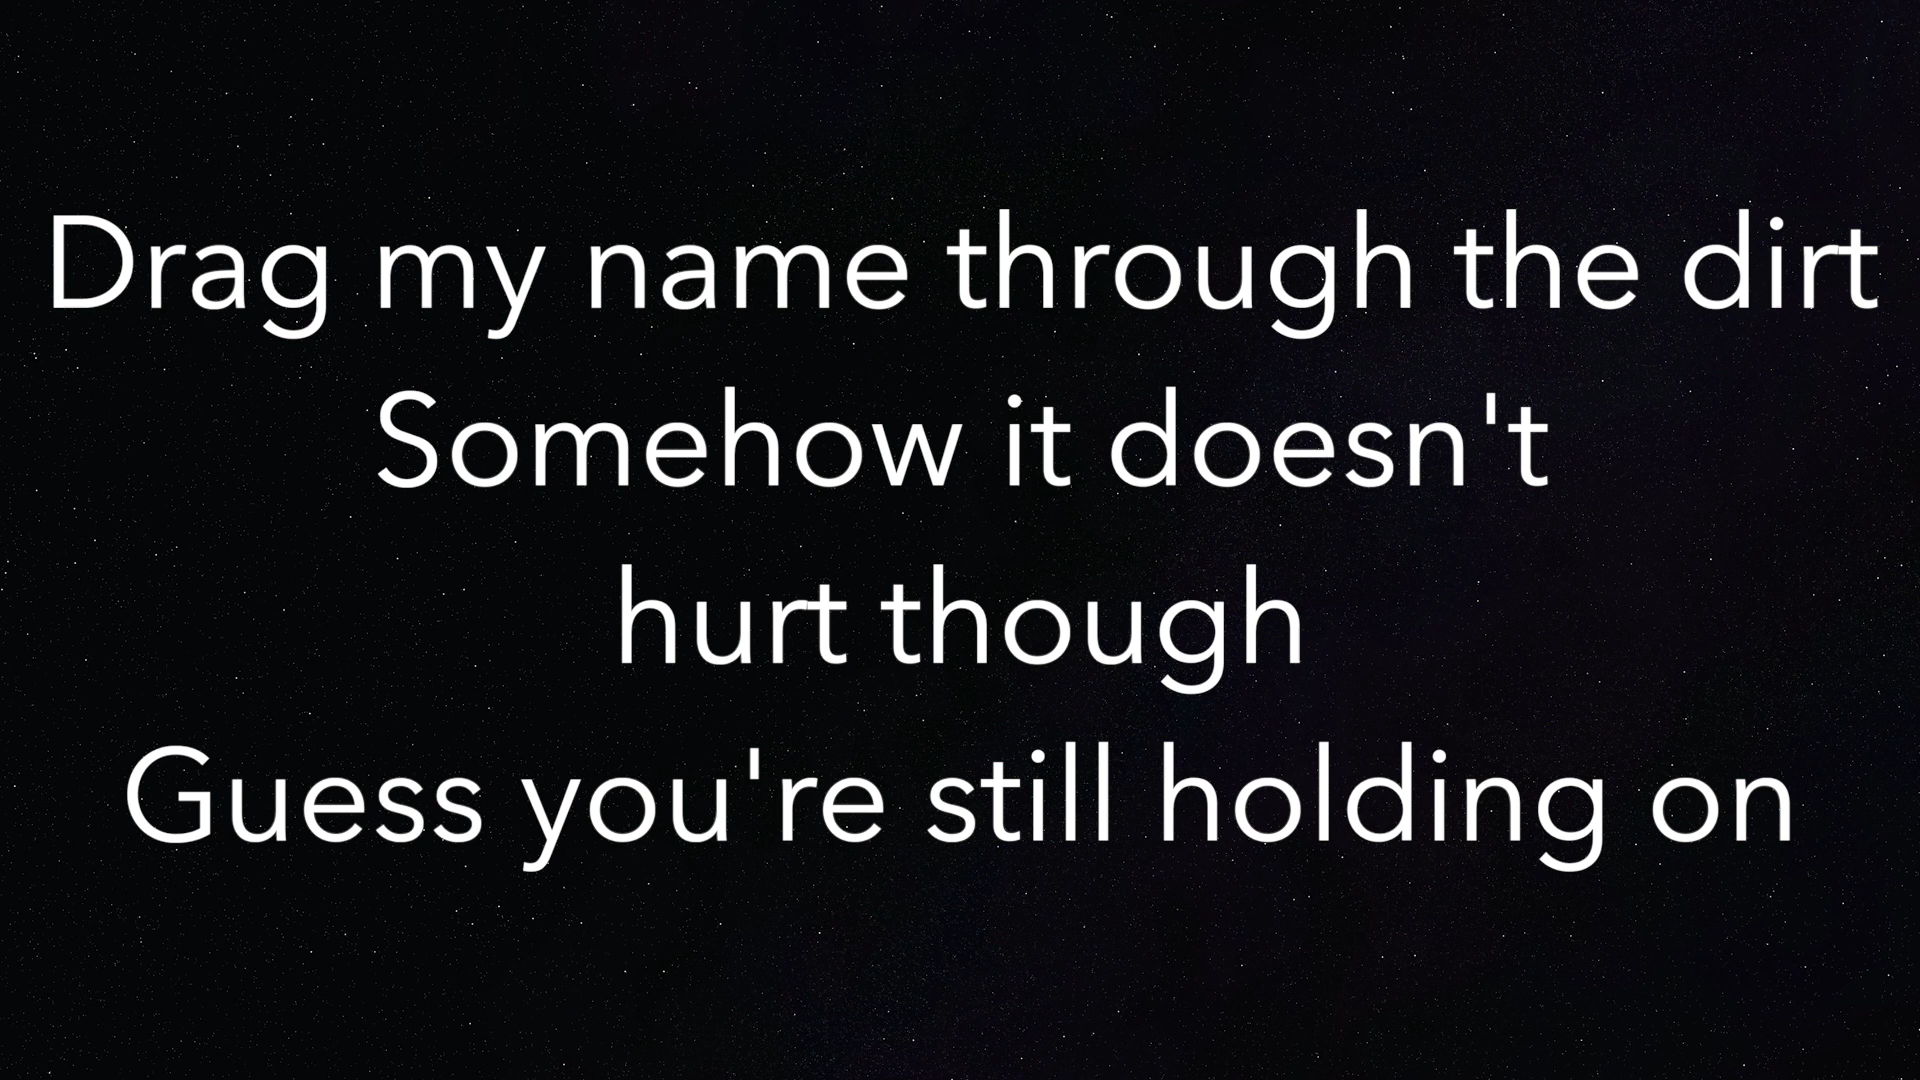 Drag my name through the dirt
Somehow it doesn't
hurt though
Guess you're still holding on